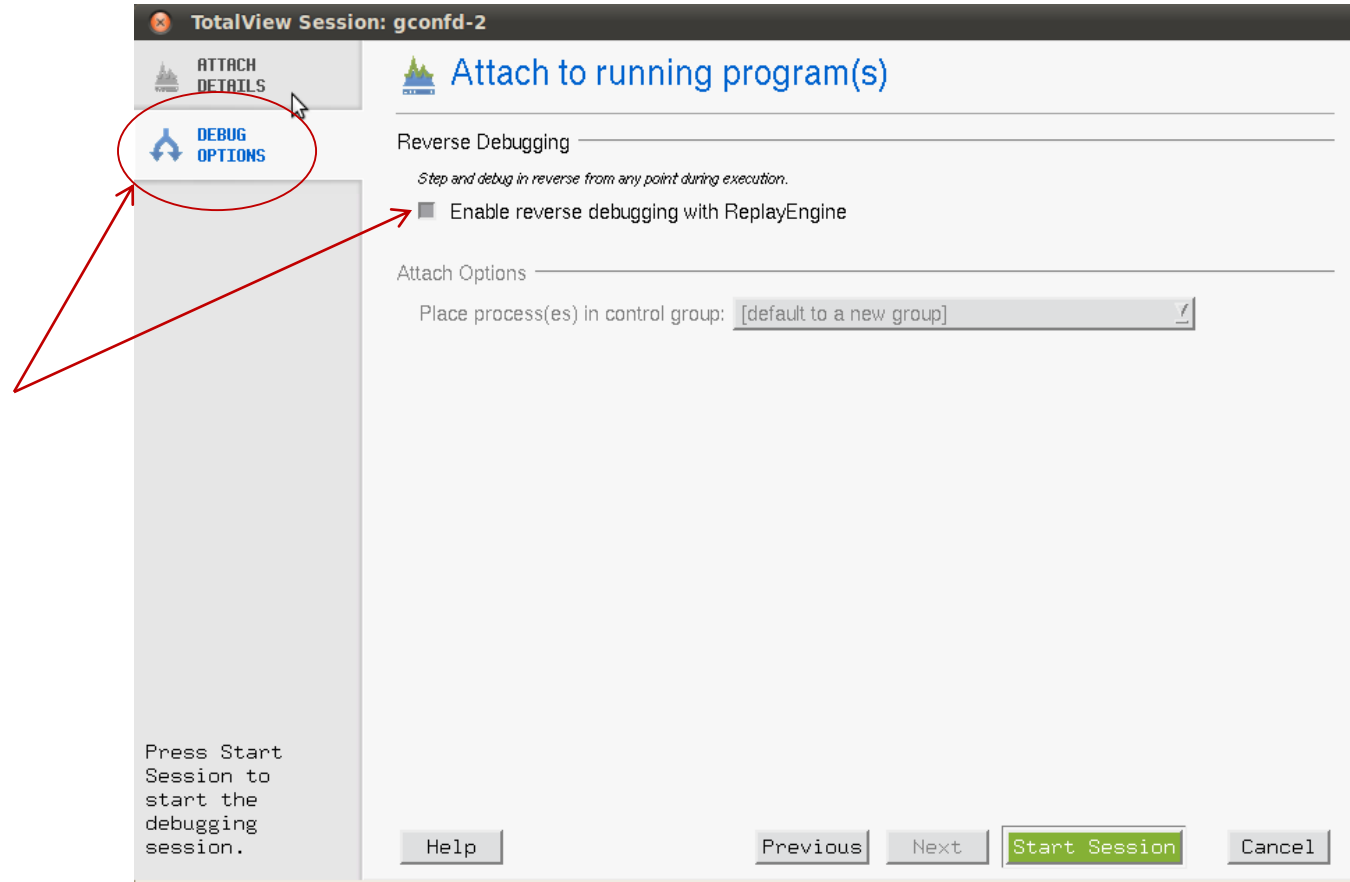 TotalView Session: gconfd-2
ATTACH
DETAILS
DEBUG
OPTIONS
Attach to running program(s)
Reverse Debugging
Step and debug in reverse from any point during execution.
Enable reverse debugging with ReplayEngine
Attach Options
Place process(es) in control group: [default to a new group]
Press Start
Session to
start the
debugging
session.
Help Previous Next Start Session Cancel